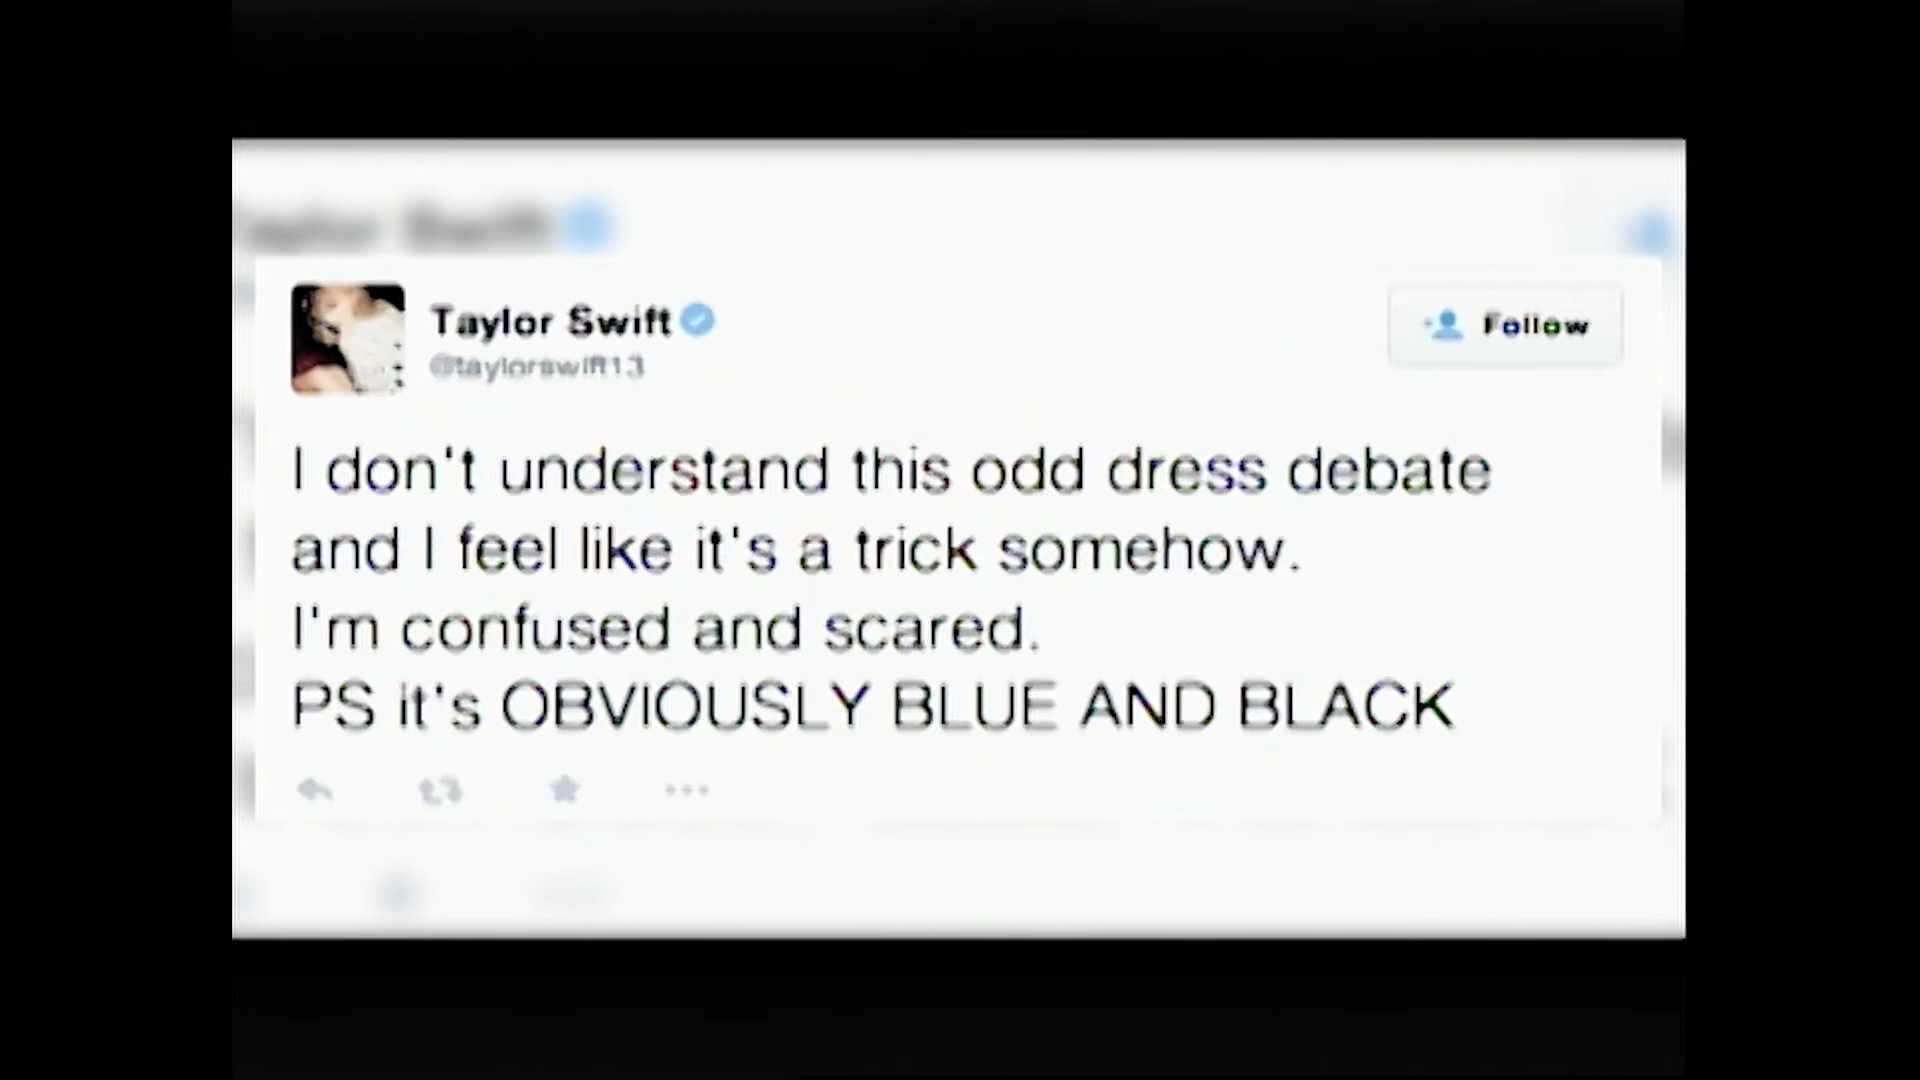 Taylor Swift
@taylorswift13
Follow
I don't understand this odd dress debate
and I feel like it's a trick somehow.
I'm confused and scared.
PS it's OBVIOUSLY BLUE AND BLACK